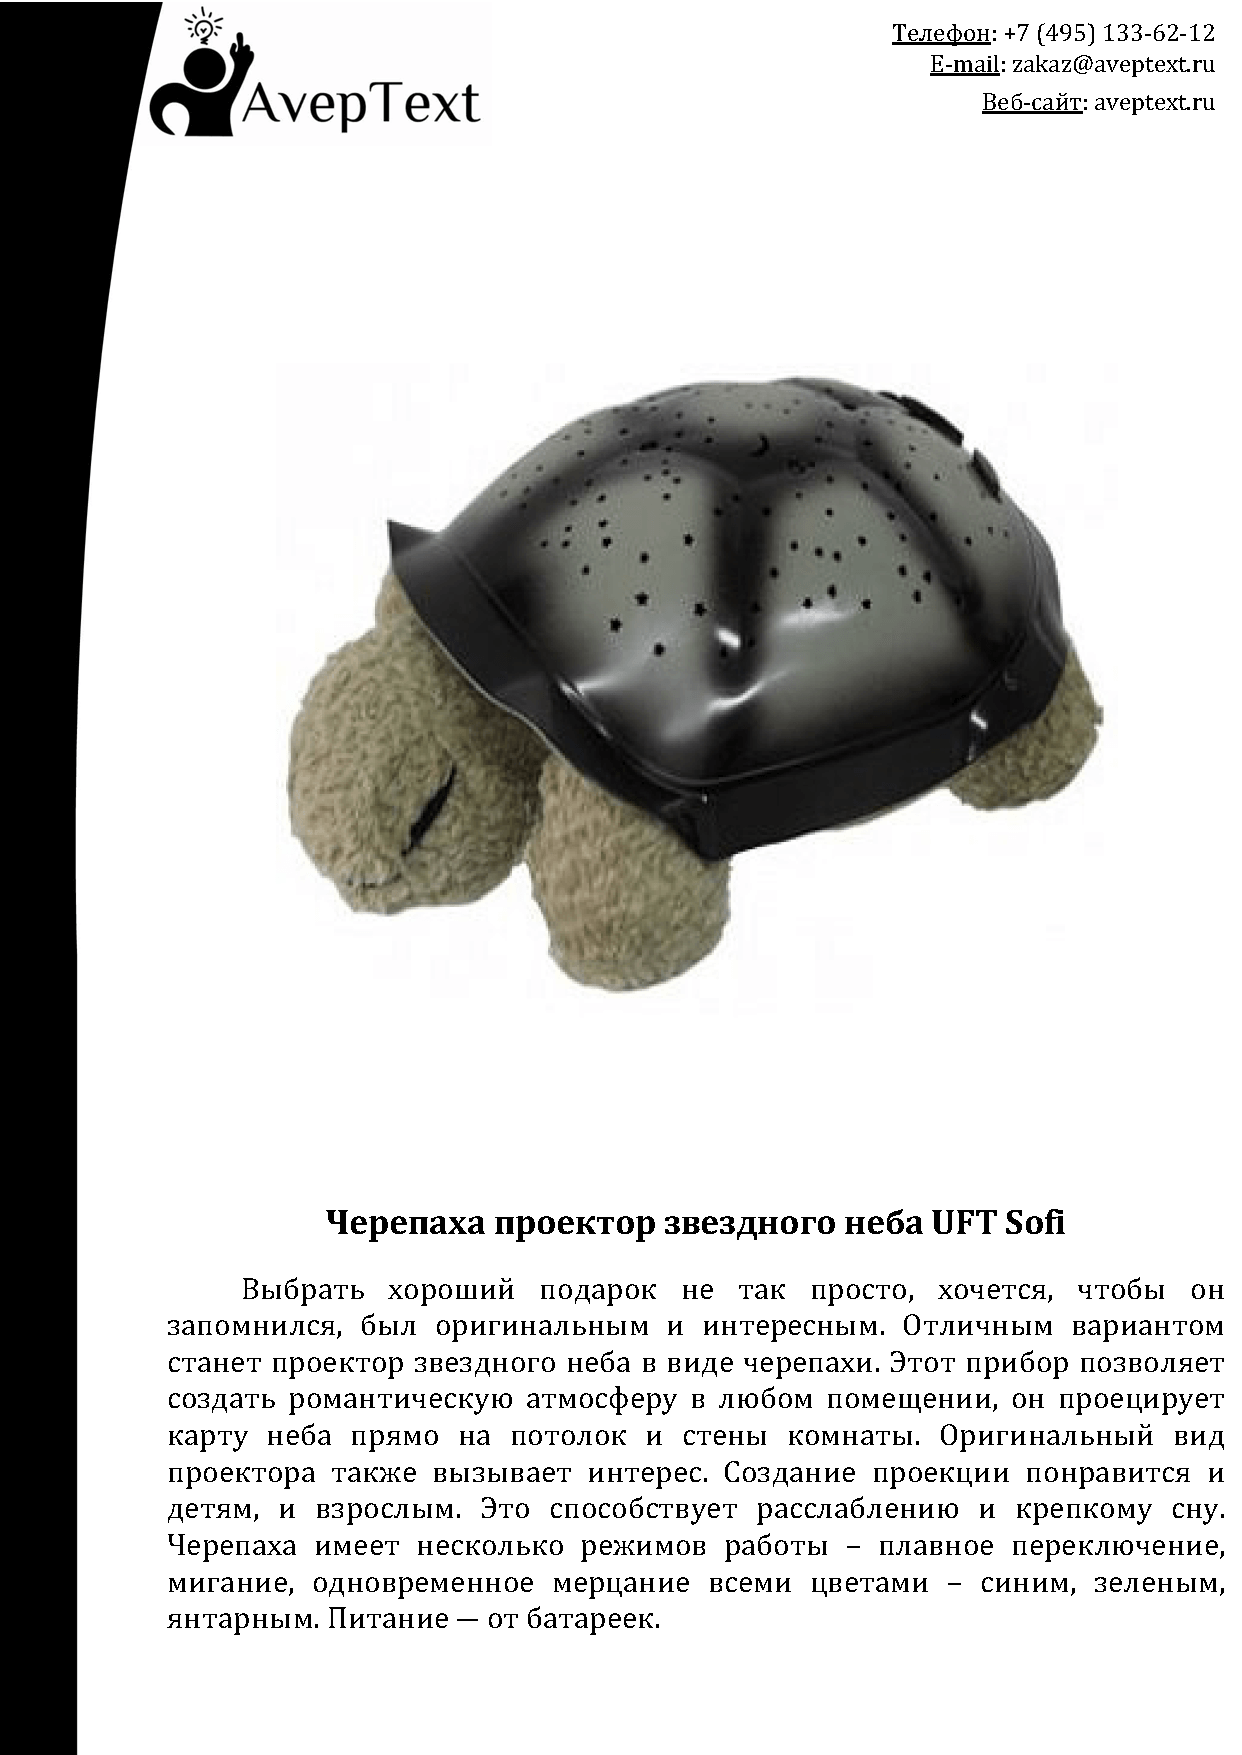 AvepText
Телефон: +7 (495) 133-62-12
E-mail: zakaz@aveptext.ru
Веб-сайт: aveptext.ru
Черепаха проектор звездного неба UFT Sofi
Выбрать хороший подарок не так просто, хочется, чтобы он
запомнился, был оригинальным и интересным. Отличным вариантом
станет проектор звездного неба в виде черепахи. Этот прибор позволяет
создать романтическую атмосферу в любом помещении, он проецирует
карту неба прямо на потолок и стены комнаты. Оригинальный вид
проектора также вызывает интерес. Создание проекции понравится и
детям, и взрослым. Это способствует расслаблению и крепкому сну.
Черепаха имеет несколько режимов работы – плавное переключение,
мигание, одновременное мерцание всеми цветами – синим, зеленым,
янтарным. Питание — от батареек.